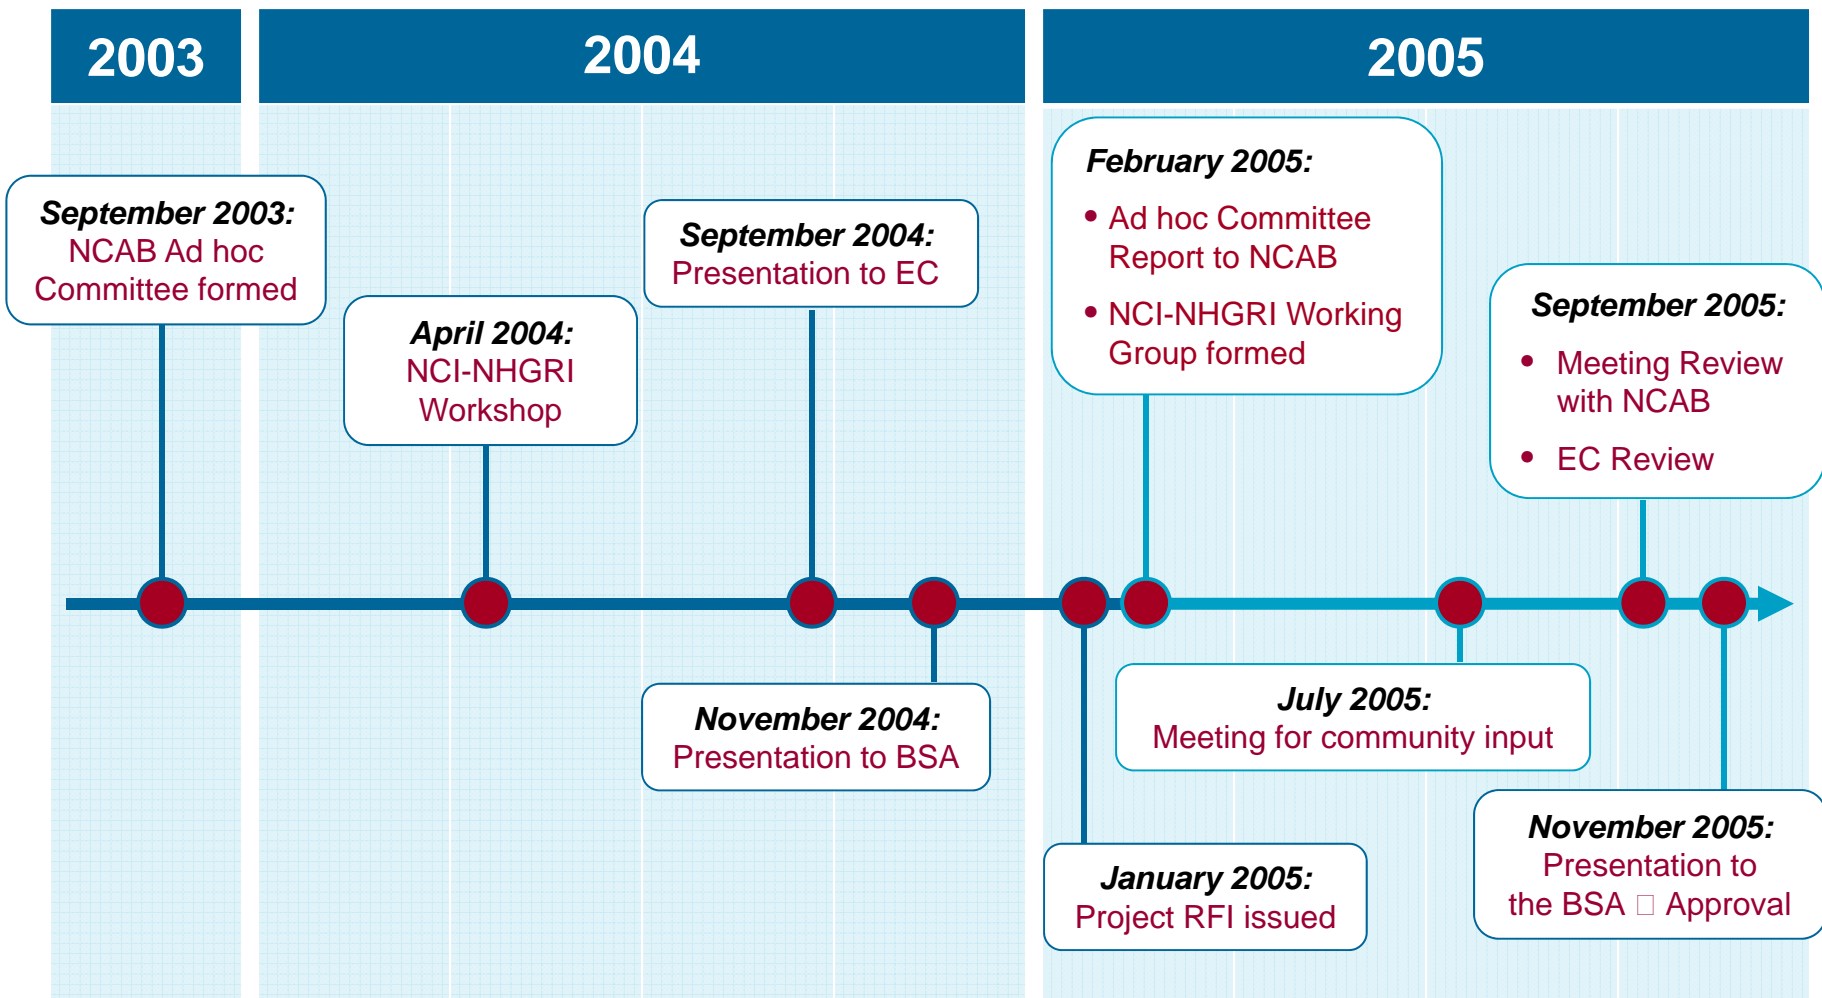 2003
2004
2005
September 2003:
NCAB Ad hoc
Committee formed
April 2004:
NCI-NHGRI
Workshop
September 2004:
Presentation to EC
November 2004:
Presentation to BSA
January 2005:
Project RFI issued
February 2005:
• Ad hoc Committee
Report to NCAB
• NCI-NHGRI Working
Group formed
July 2005:
Meeting for community input
September 2005:
• Meeting Review
with NCAB
• EC Review
November 2005:
Presentation to
the BSA □ Approval